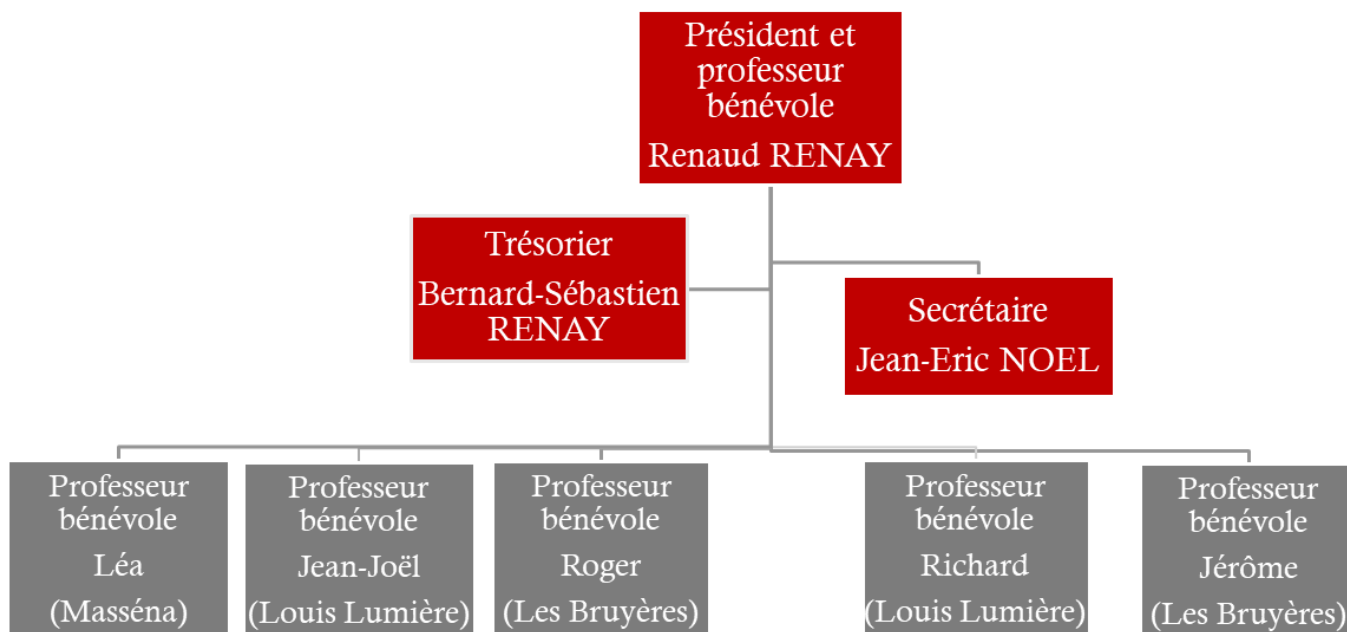 Président et
professeur
bénévole
Renaud RENAY
Trésorier
Bernard-Sébastien
RENAY
Secrétaire
Jean-Eric NOEL
Professeur
bénévole
Léa
(Masséna)
Professeur
bénévole
Jean-Joël
(Louis Lumière)
Professeur
bénévole
Roger
(Les Bruyères)
Professeur
bénévole
Richard
(Louis Lumière)
Professeur
bénévole
Jérôme
(Les Bruyères)